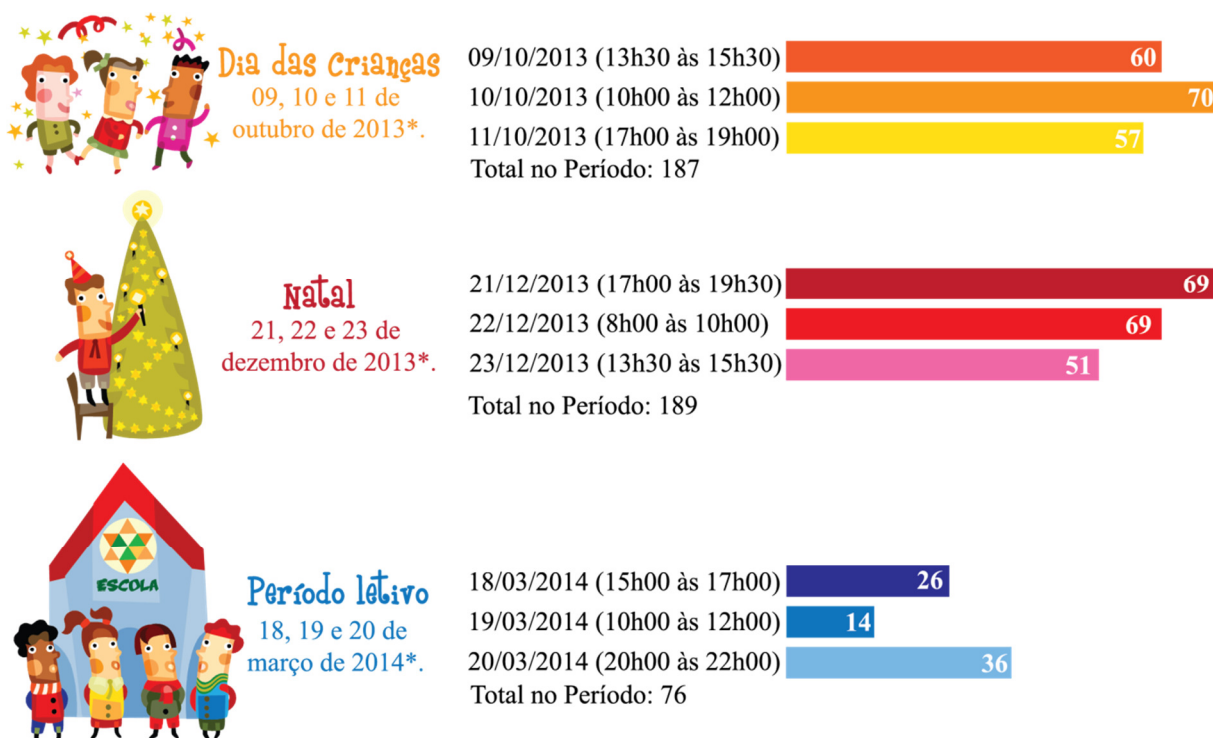 Dia das crianças
09, 10 e 11 de
outubro de 2013*.
09/10/2013 (13h30 às 15h30) 60
10/10/2013 (10h00 às 12h00) 70
11/10/2013 (17h00 às 19h00) 57
Total no Período: 187
Natal
21, 22 e 23 de
dezembro de 2013*.
21/12/2013 (17h00 às 19h30) 69
22/12/2013 (8h00 às 10h00) 69
23/12/2013 (13h30 às 15h30) 51
Total no Período: 189
ESCOLA
Período letivo
18, 19 e 20 de
março de 2014*.
18/03/2014 (15h00 às 17h00) 26
19/03/2014 (10h00 às 12h00) 14
20/03/2014 (20h00 às 22h00) 36
Total no Período: 76